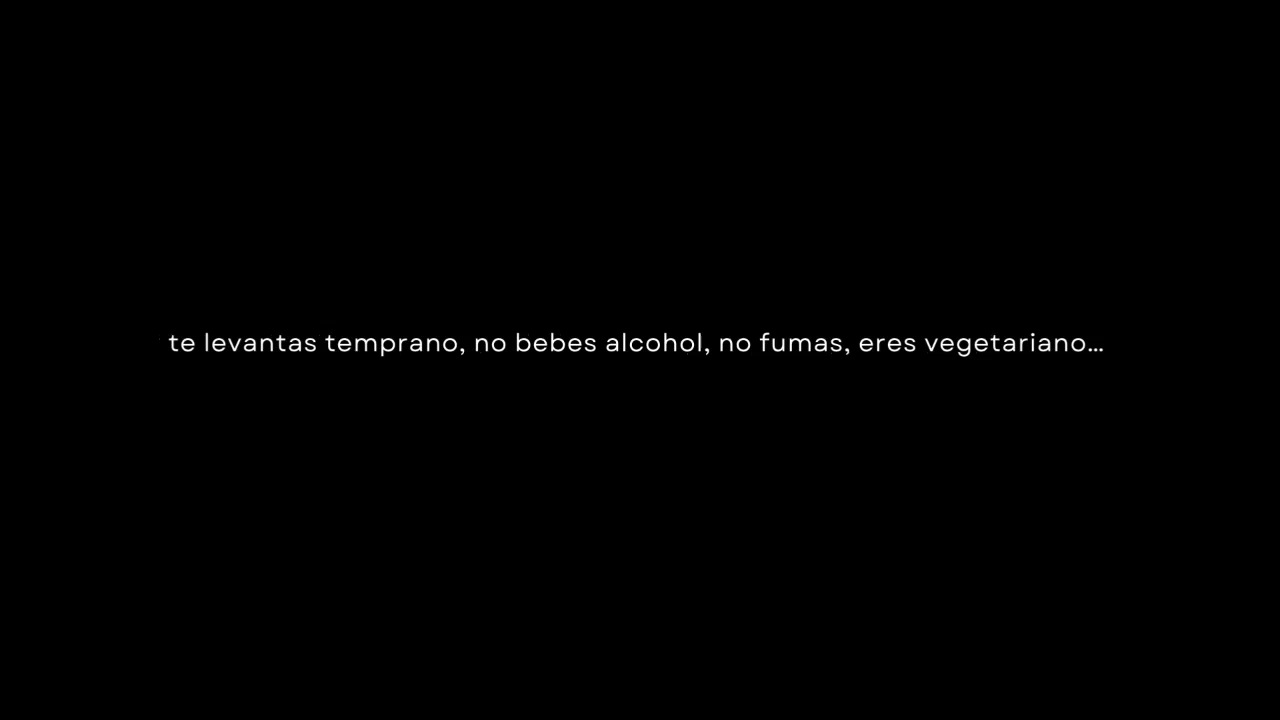 te levantas temprano, no bebes alcohol, no fumas, eres vegetariano...